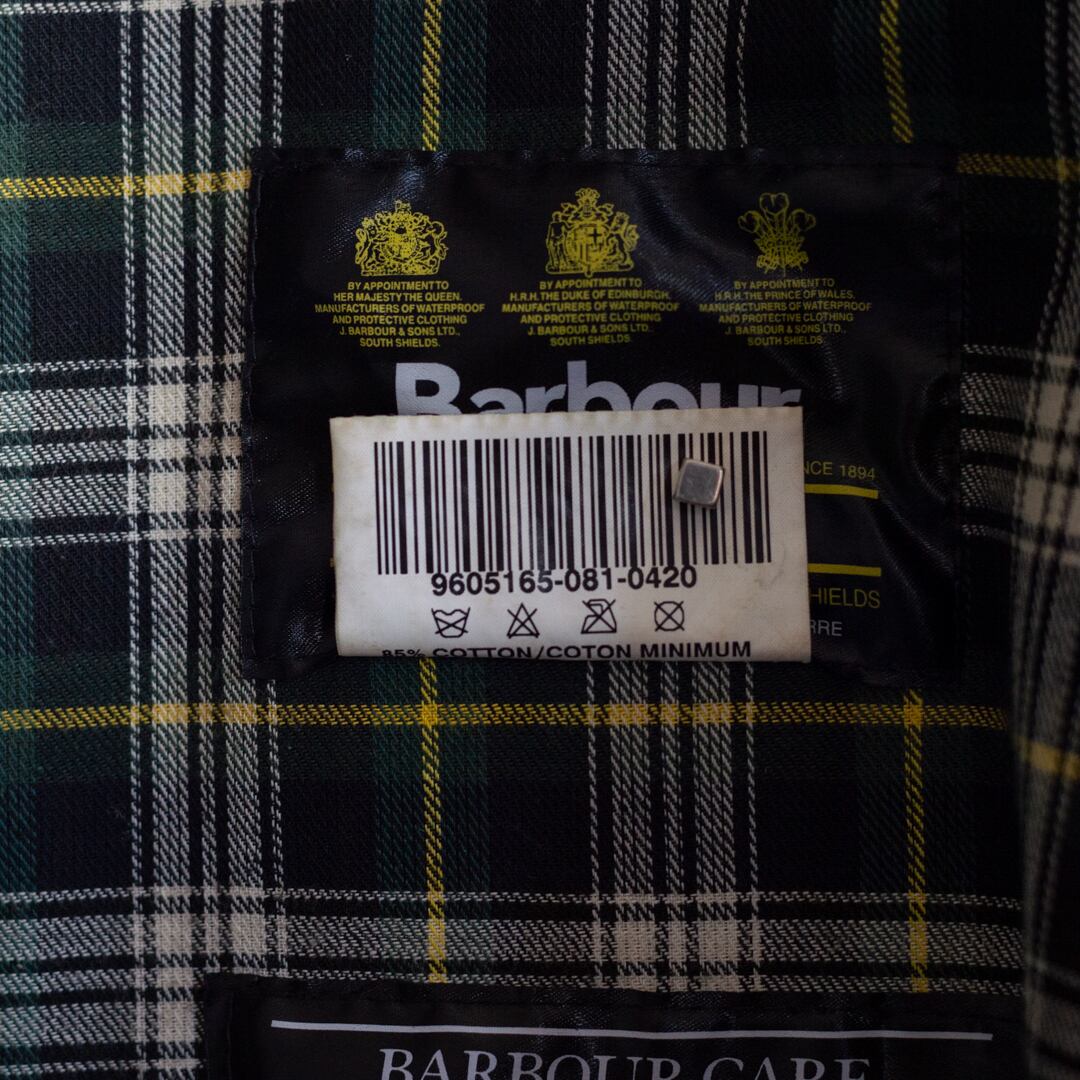 BY APPOINTMENT TO
HER MAJESTY THE QUEEN.
MANUFACTURERS OF WATERPROOF
AND PROTECTIVE CLOTHING
J. BARBOUR & SONS LTD.,
SOUTH SHIELDS.
BY APPOINTMENT TO
H.R.H. THE DUKE OF EDINBURGH.
MANUFACTURERS OF WATERPROOF
AND PROTECTIVE CLOTHING
J. BARBOUR & SONS LTD.,
SOUTH SHIELDS.
BY APPOINTMENT TO
H.R.H. THE PRINCE OF WALES.
MANUFACTURERS OF WATERPROOF
AND PROTECTIVE CLOTHING
J. BARBOUR & SONS LTD.,
SOUTH SHIELDS.
Barbour
NCE 1894
9605165-081-0420
HIELDS
RRE
85% COTTON/COTON MINIMUM
BARBOUR CARE